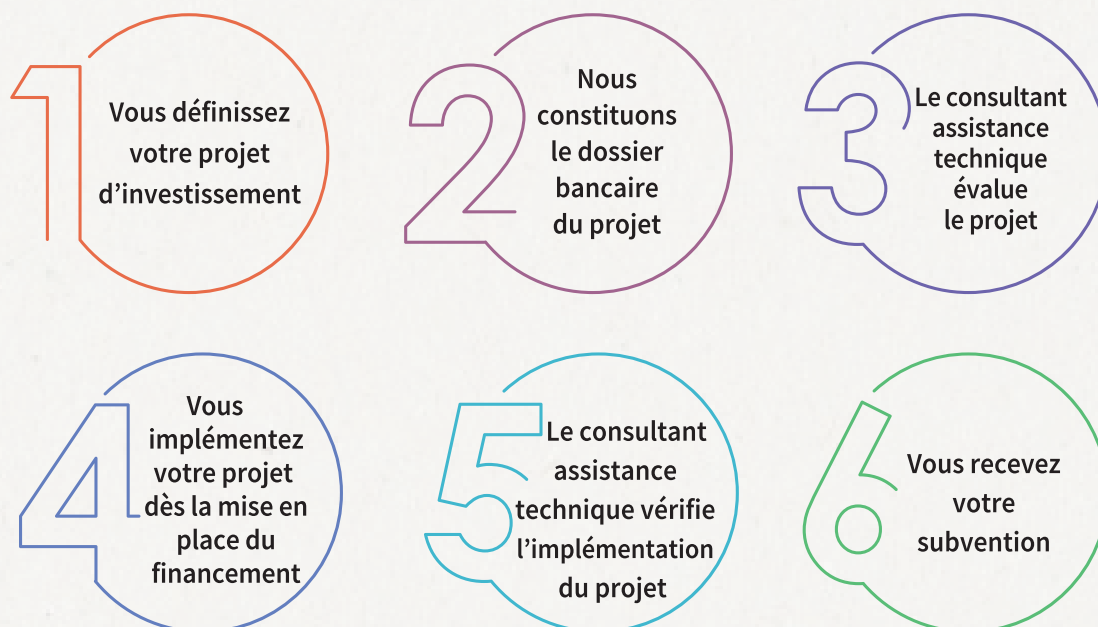 1
Vous définissez
votre projet
d’investissement
2
Nous
constituons
le dossier
bancaire
du projet
3
Le consultant
assistance
technique
évalue
le projet
4
Vous
implémentez
votre projet
dès la mise en
place du
financement
5
Le consultant
assistance
technique vérifie
l’implémentation
du projet
6
Vous recevez
votre
subvention